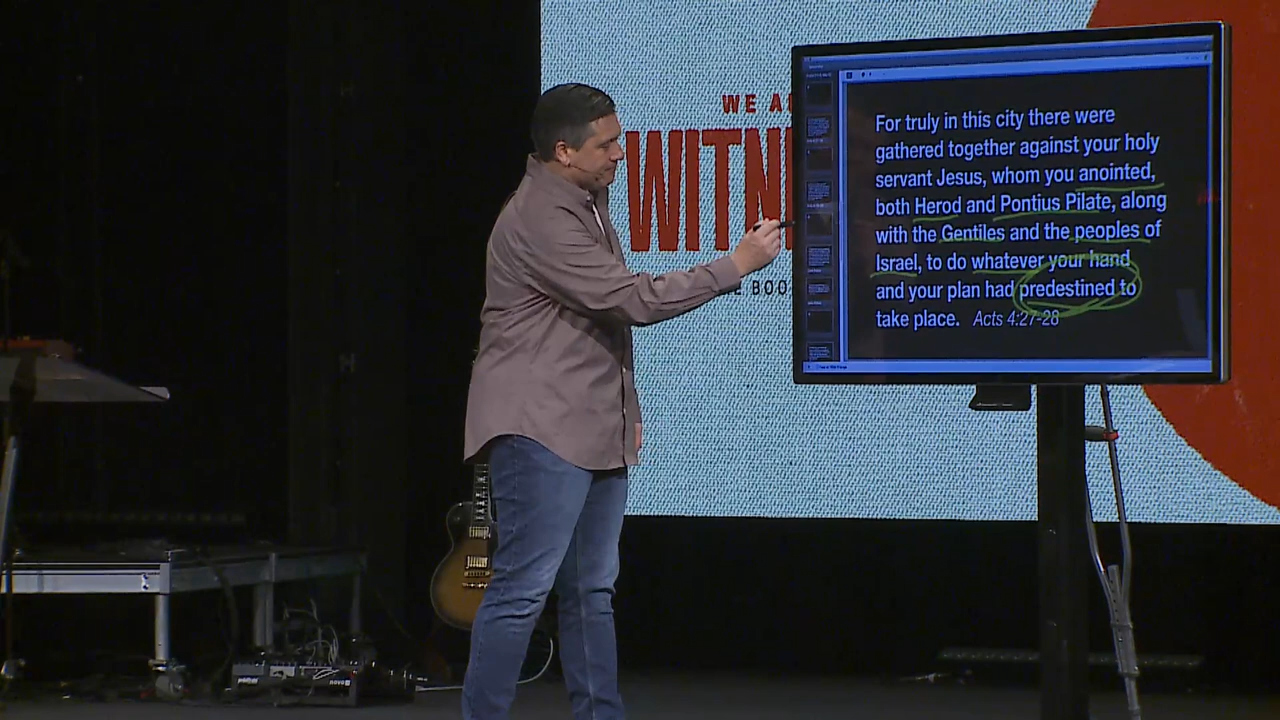 WE A
WITN
E BOO
For truly in this city there were
gathered together against your holy
servant Jesus, whom you anointed,
both Herod and Pontius Pilate, along
with the Gentiles and the peoples of
Israel, to do whatever your hand
and your plan had predestined to
take place. Acts 4:27-28